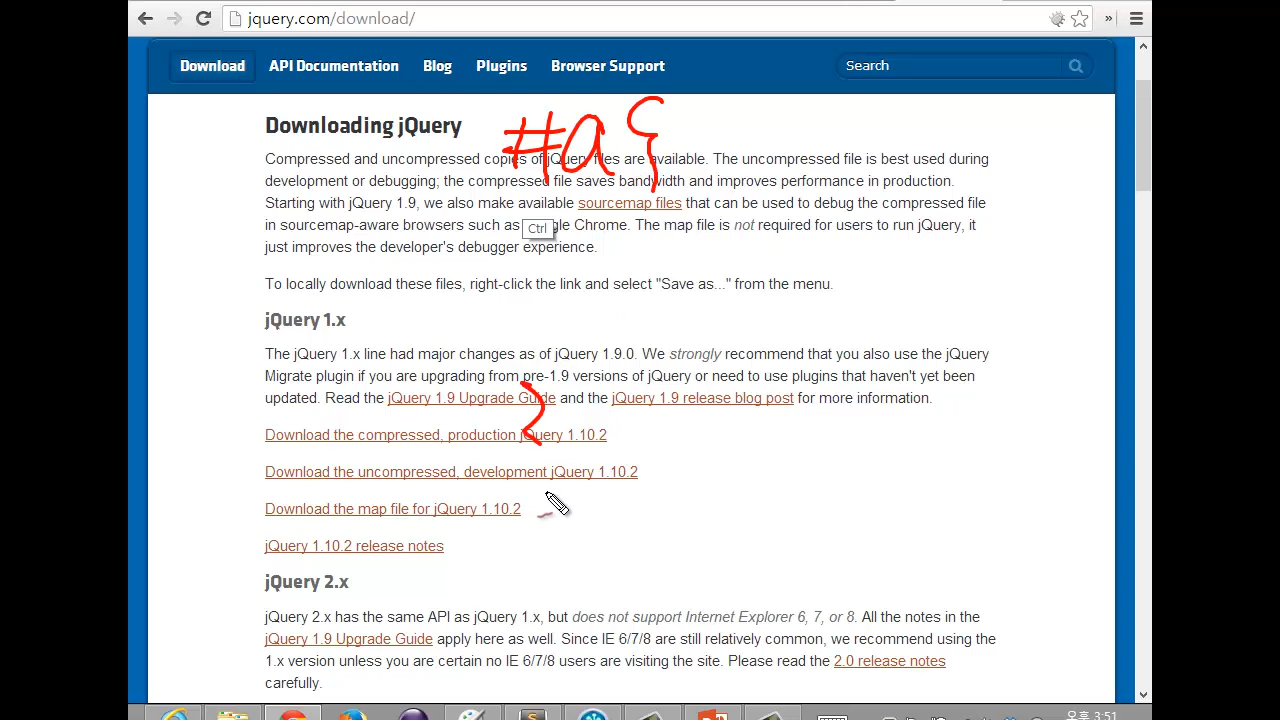 jquery.com/download/
Download API Documentation Blog Plugins Browser Support Search
Downloading jQuery
#a{
Compressed and uncompressed copies of jQuery files are available. The uncompressed file is best used during
development or debugging; the compressed file saves bandwidth and improves performance in production.
Starting with jQuery 1.9, we also make available sourcemap files that can be used to debug the compressed file
in sourcemap-aware browsers such as Google Chrome. The map file is not required for users to run jQuery, it
Ctrl
just improves the developer's debugger experience.
To locally download these files, right-click the link and select "Save as..." from the menu.
jQuery 1.x
The jQuery 1.x line had major changes as of jQuery 1.9.0. We strongly recommend that you also use the jQuery
Migrate plugin if you are upgrading from pre-1.9 versions of jQuery or need to use plugins that haven't yet been
updated. Read the jQuery 1.9 Upgrade Guide and the jQuery 1.9 release blog post for more information.
}
Download the compressed, production jQuery 1.10.2
Download the uncompressed, development jQuery 1.10.2
Download the map file for jQuery 1.10.2
jQuery 1.10.2 release notes
jQuery 2.x
jQuery 2.x has the same API as jQuery 1.x, but does not support Internet Explorer 6, 7, or 8. All the notes in the
jQuery 1.9 Upgrade Guide apply here as well. Since IE 6/7/8 are still relatively common, we recommend using the
1.x version unless you are certain no IE 6/7/8 users are visiting the site. Please read the 2.0 release notes
carefully.
오후 3:51